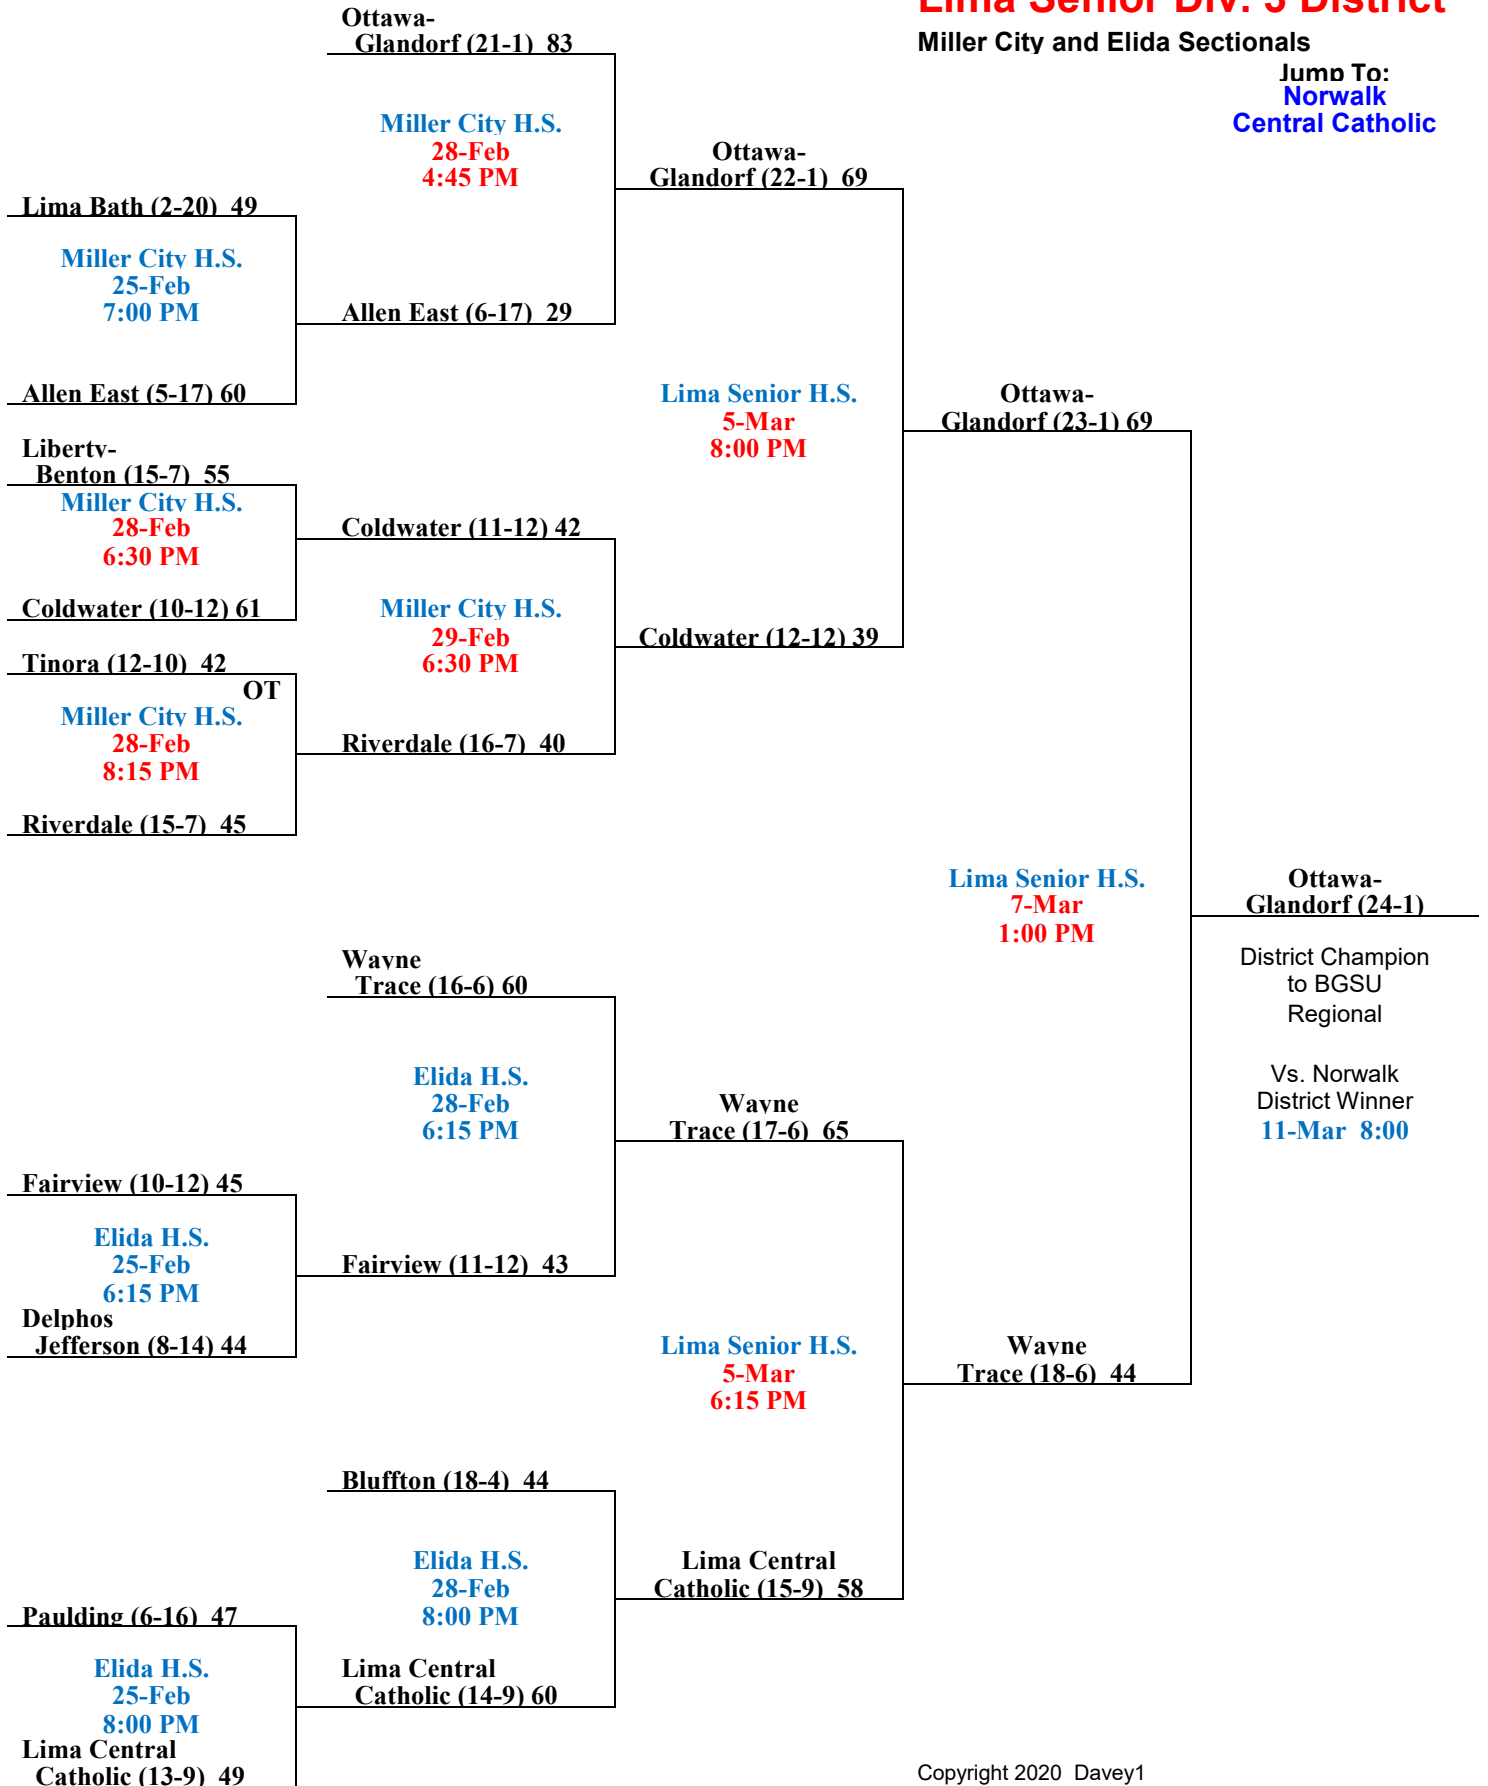 Lima Senior Div. 3 District
Miller City and Elida Sectionals
Jump To:
Norwalk
Central Catholic
Ottawa-
Glandorf (21-1) 83
Miller City H.S.
28-Feb
4:45 PM
Ottawa-
Glandorf (22-1) 69
Lima Bath (2-20) 49
Miller City H.S.
25-Feb
7:00 PM
Allen East (6-17) 29
Allen East (5-17) 60
Lima Senior H.S.
5-Mar
8:00 PM
Ottawa-
Glandorf (23-1) 69
Liberty-
Benton (15-7) 55
Miller City H.S.
28-Feb
6:30 PM
Coldwater (11-12) 42
Coldwater (10-12) 61
Miller City H.S.
29-Feb
6:30 PM
Coldwater (12-12) 39
Tinora (12-10) 42
OT
Miller City H.S.
28-Feb
8:15 PM
Riverdale (16-7) 40
Riverdale (15-7) 45
Lima Senior H.S.
7-Mar
1:00 PM
Ottawa-
Glandorf (24-1)
District Champion
to BGSU
Regional
Vs. Norwalk
District Winner
11-Mar 8:00
Wayne
Trace (16-6) 60
Elida H.S.
28-Feb
6:15 PM
Wayne
Trace (17-6) 65
Fairview (10-12) 45
Elida H.S.
25-Feb
6:15 PM
Fairview (11-12) 43
Delphos
Jefferson (8-14) 44
Lima Senior H.S.
5-Mar
6:15 PM
Wayne
Trace (18-6) 44
Bluffton (18-4) 44
Elida H.S.
28-Feb
8:00 PM
Lima Central
Catholic (15-9) 58
Paulding (6-16) 47
Elida H.S.
25-Feb
8:00 PM
Lima Central
Catholic (14-9) 60
Lima Central
Catholic (13-9) 49
Copyright 2020 Davey1